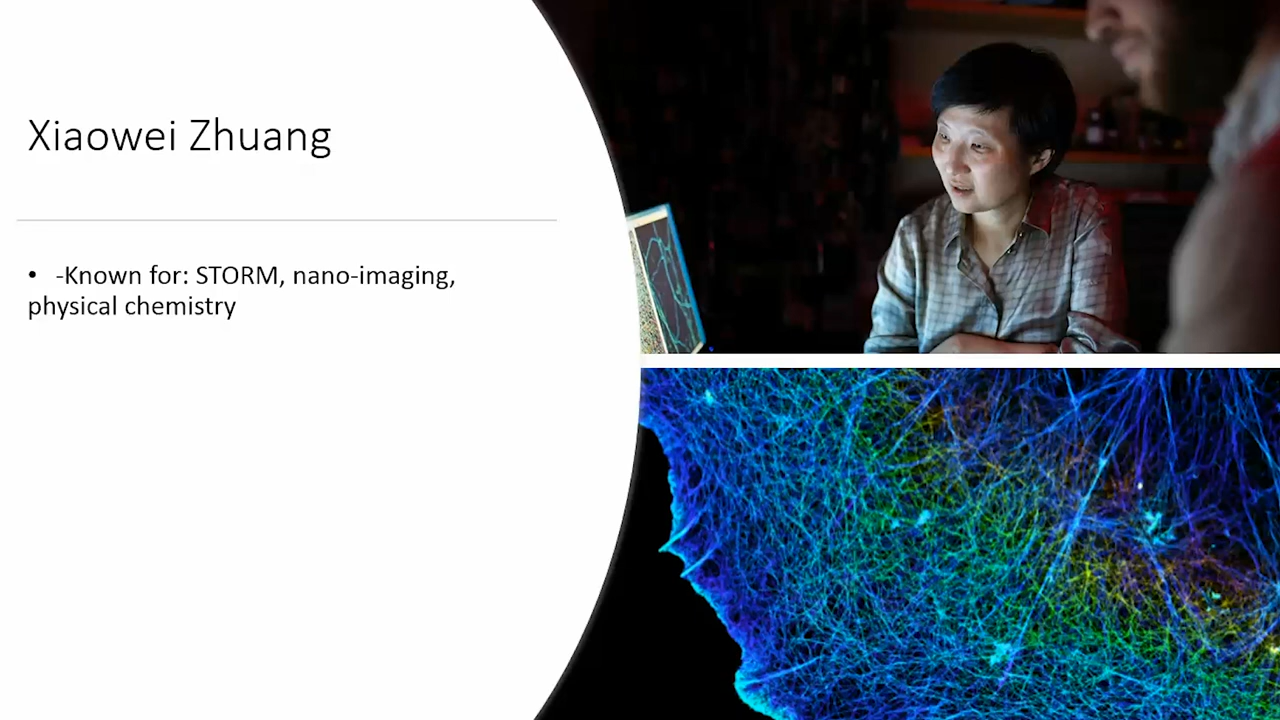 Xiaowei Zhuang
• -Known for: STORM, nano-imaging,
physical chemistry